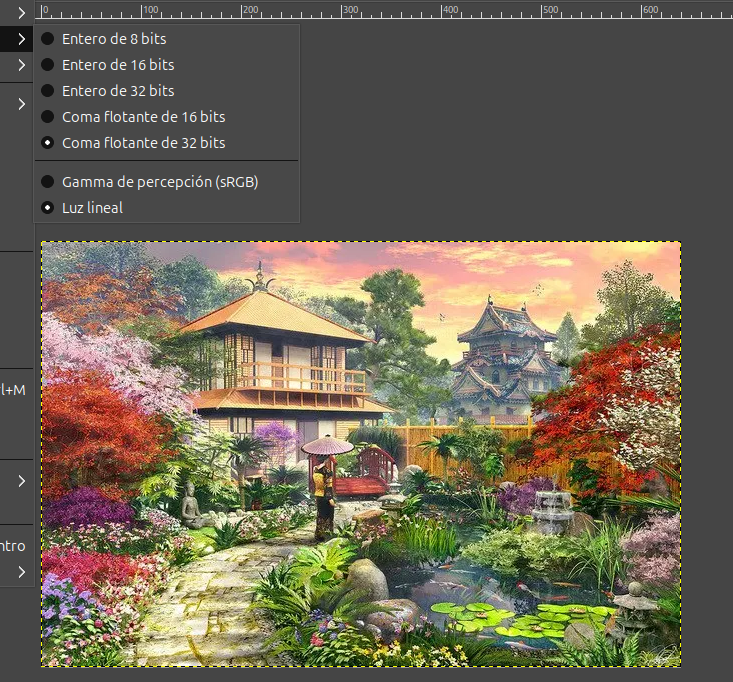 0 100 200 300 400 500 600
Entero de 8 bits
Entero de 16 bits
Entero de 32 bits
Coma flotante de 16 bits
Coma flotante de 32 bits
Gamma de percepción (sRGB)
Luz lineal
l+M
ntro